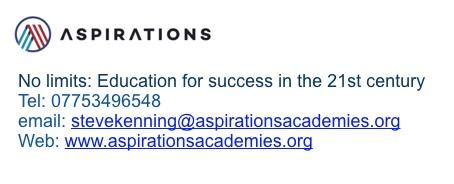 ASPIRATIONS
No limits: Education for success in the 21st century
Tel: 07753496548
email: stevekenning@aspirationsacademies.org
Web: www.aspirationsacademies.org